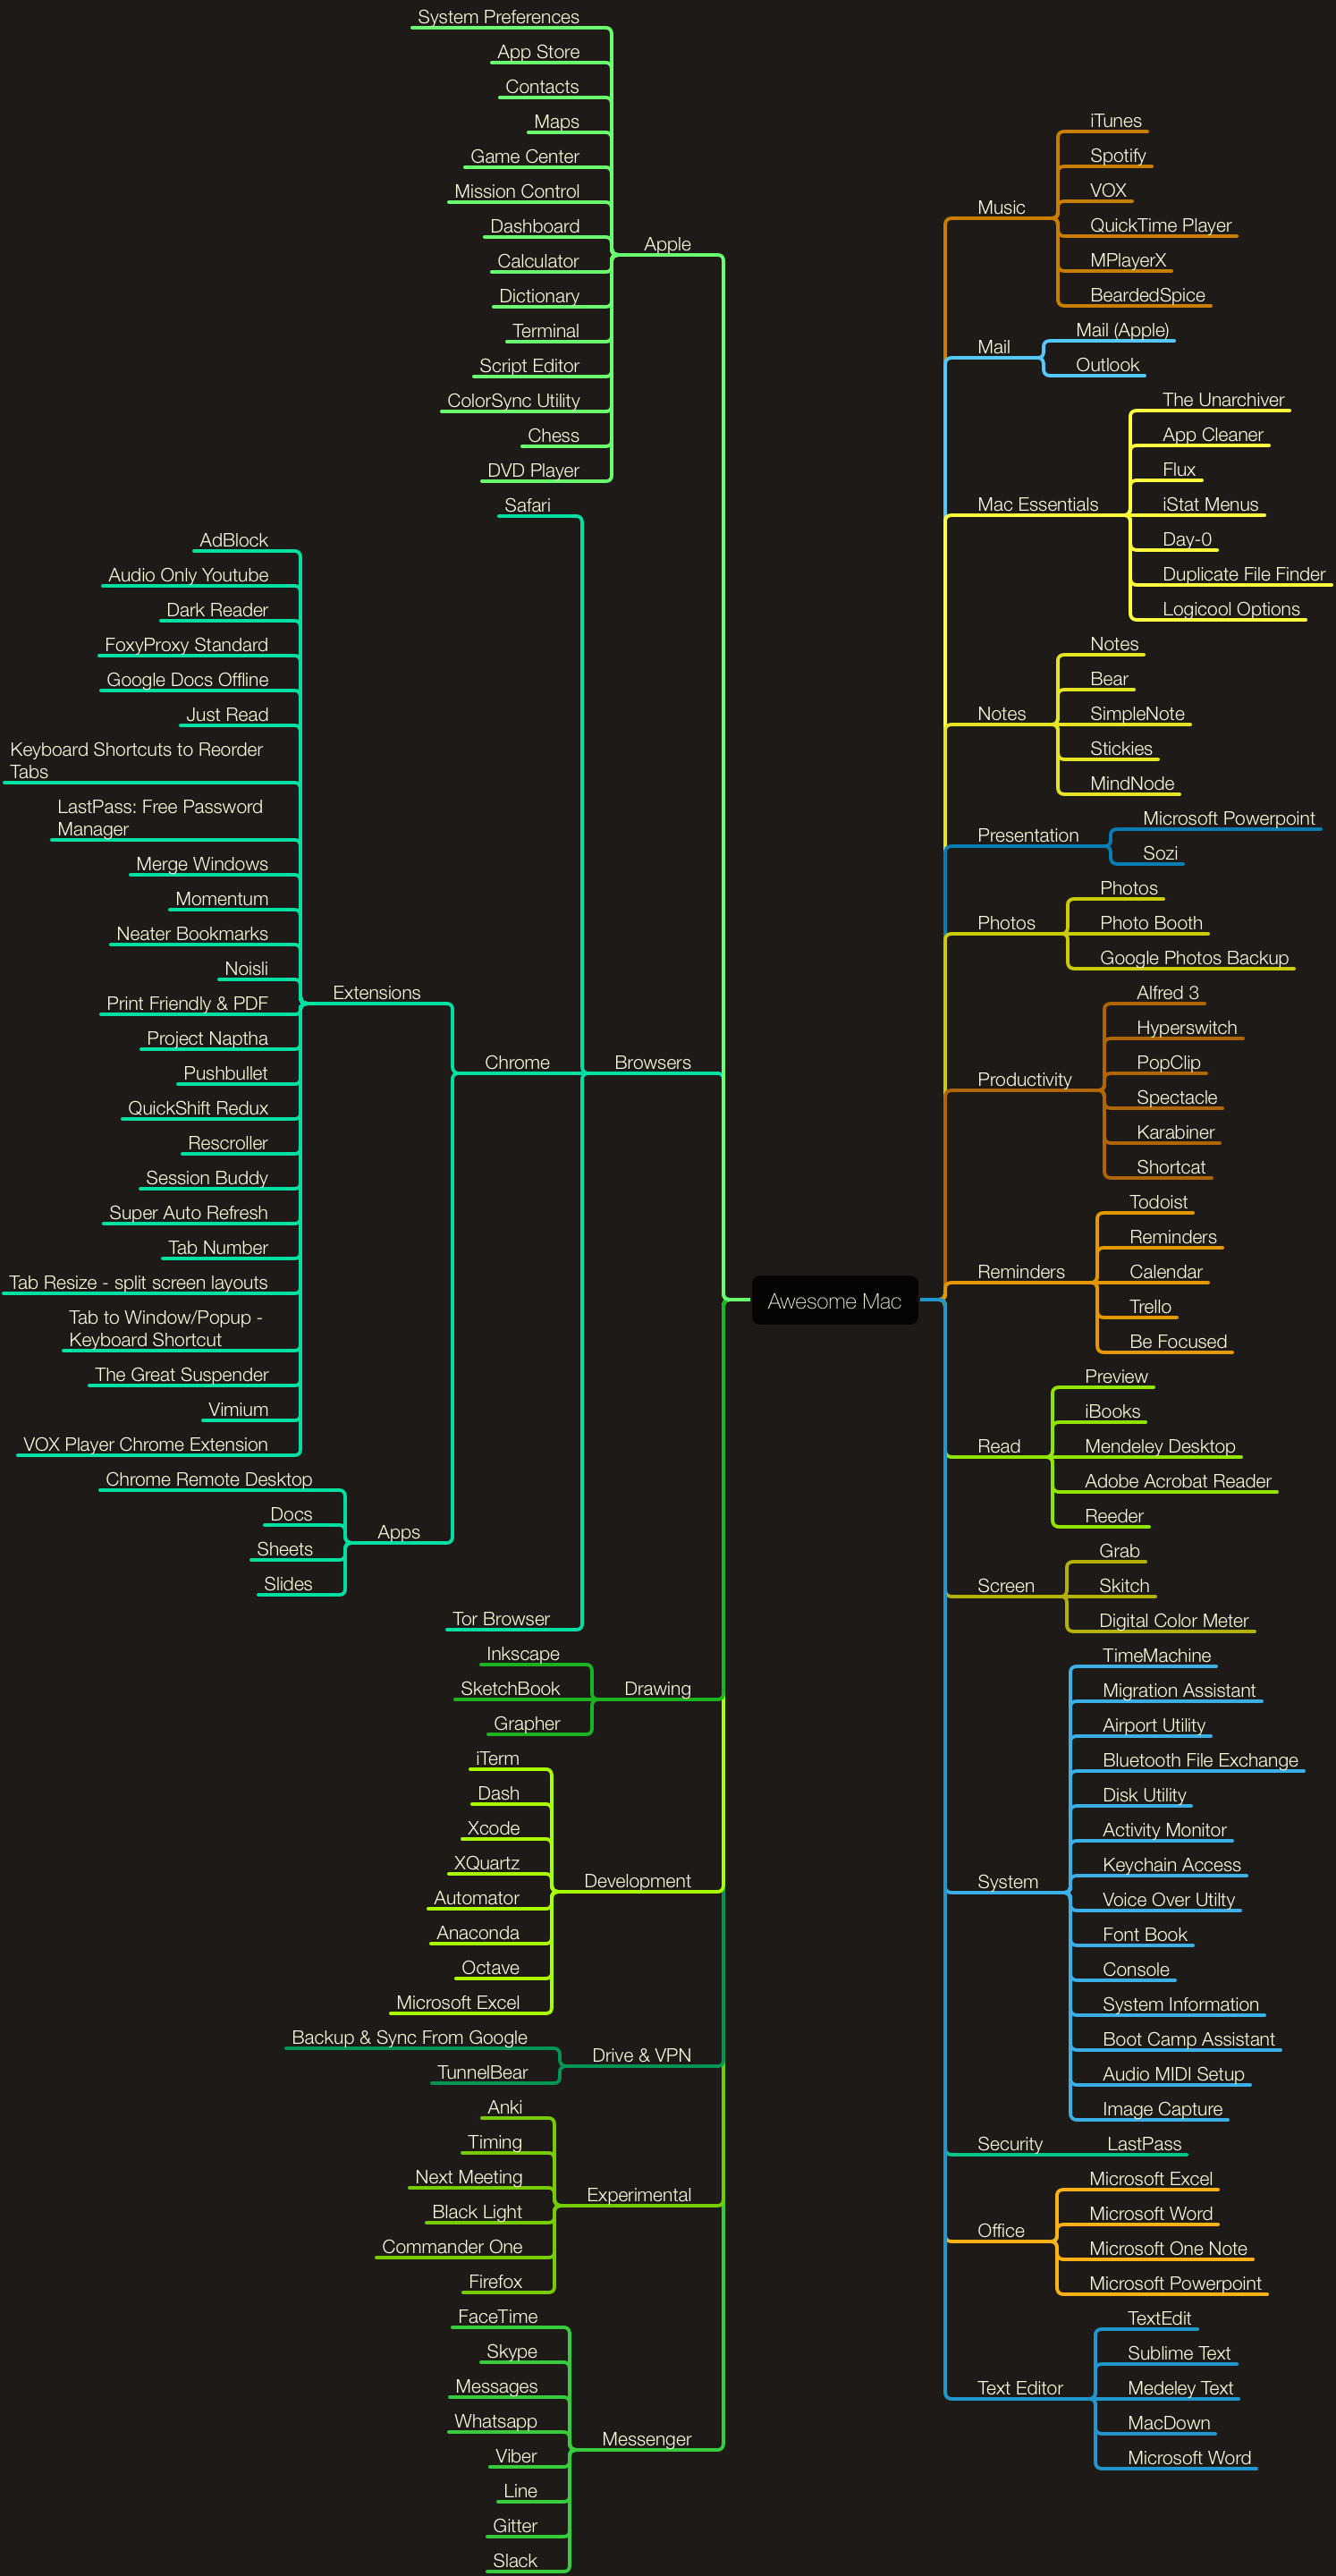 Awesome Mac
Apple
System Preferences
App Store
Contacts
Maps
Game Center
Mission Control
Dashboard
Calculator
Dictionary
Terminal
Script Editor
ColorSync Utility
Chess
DVD Player
Browsers
Safari
Chrome
Extensions
AdBlock
Audio Only Youtube
Dark Reader
FoxyProxy Standard
Google Docs Offline
Just Read
Keyboard Shortcuts to Reorder
Tabs
LastPass: Free Password
Manager
Merge Windows
Momentum
Neater Bookmarks
Noisli
Print Friendly & PDF
Project Naptha
Pushbullet
QuickShift Redux
Rescroller
Session Buddy
Super Auto Refresh
Tab Number
Tab Resize - split screen layouts
Tab to Window/Popup -
Keyboard Shortcut
The Great Suspender
Vimium
VOX Player Chrome Extension
Apps
Chrome Remote Desktop
Docs
Sheets
Slides
Tor Browser
Drawing
Inkscape
SketchBook
Grapher
Development
iTerm
Dash
Xcode
XQuartz
Automator
Anaconda
Octave
Microsoft Excel
Drive & VPN
Backup & Sync From Google
TunnelBear
Experimental
Anki
Timing
Next Meeting
Black Light
Commander One
Firefox
Messenger
FaceTime
Skype
Messages
Whatsapp
Viber
Line
Gitter
Slack
Music
iTunes
Spotify
VOX
QuickTime Player
MPlayerX
BeardedSpice
Mail
Mail (Apple)
Outlook
Mac Essentials
The Unarchiver
App Cleaner
Flux
iStat Menus
Day-0
Duplicate File Finder
Logicool Options
Notes
Notes
Bear
SimpleNote
Stickies
MindNode
Presentation
Microsoft Powerpoint
Sozi
Photos
Photos
Photo Booth
Google Photos Backup
Productivity
Alfred 3
Hyperswitch
PopClip
Spectacle
Karabiner
Shortcat
Reminders
Todoist
Reminders
Calendar
Trello
Be Focused
Read
Preview
iBooks
Mendeley Desktop
Adobe Acrobat Reader
Reeder
Screen
Grab
Skitch
Digital Color Meter
System
TimeMachine
Migration Assistant
Airport Utility
Bluetooth File Exchange
Disk Utility
Activity Monitor
Keychain Access
Voice Over Utilty
Font Book
Console
System Information
Boot Camp Assistant
Audio MIDI Setup
Image Capture
Security
LastPass
Office
Microsoft Excel
Microsoft Word
Microsoft One Note
Microsoft Powerpoint
Text Editor
TextEdit
Sublime Text
Medeley Text
MacDown
Microsoft Word